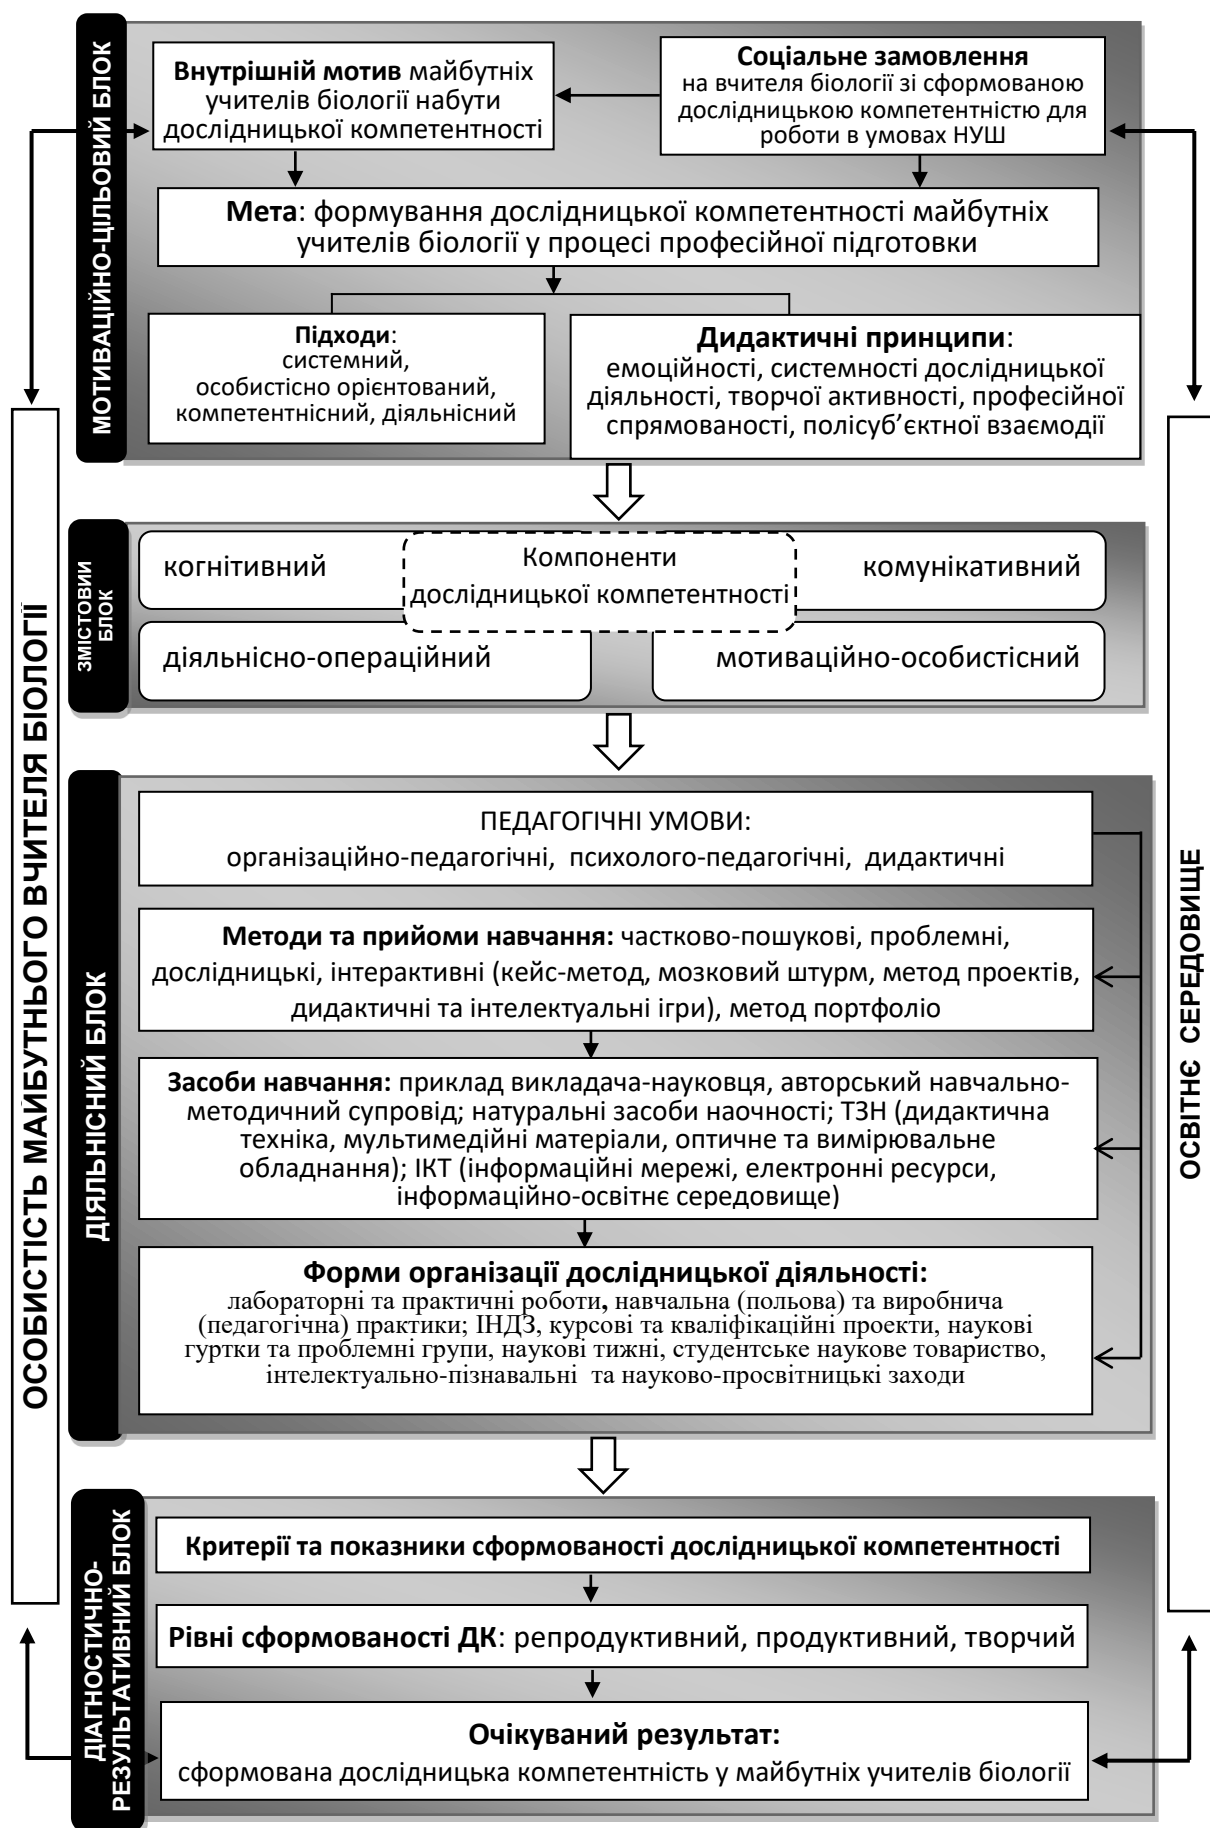 МОТИВАЦІЙНО-ЦІЛЬОВИЙ БЛОК
Внутрішній мотив майбутніх
учителів біології набути
дослідницької компетентності
Соціальне замовлення
на вчителя біології зі сформованою
дослідницькою компетентністю для
роботи в умовах НУШ
Мета: формування дослідницької компетентності майбутніх
учителів біології у процесі професійної підготовки
Підходи:
системний,
особистісно орієнтований,
компетентнісний, діяльнісний
Дидактичні принципи:
емоційності, системності дослідницької
діяльності, творчої активності, професійної
спрямованості, полісуб’єктної взаємодії
ОСОБИСТІСТЬ МАЙБУТНЬОГО ВЧИТЕЛЯ БІОЛОГІЇ
ОСВІТНЄ СЕРЕДОВИЩЕ
ЗМІСТОВИЙ
БЛОК
когнітивний
Компоненти
дослідницької компетентності
комунікативний
діяльнісно-операційний
мотиваційно-особистісний
ДІЯЛЬНІСНИЙ БЛОК
ПЕДАГОГІЧНІ УМОВИ:
організаційно-педагогічні, психолого-педагогічні, дидактичні
Методи та прийоми навчання: частково-пошукові, проблемні,
дослідницькі, інтерактивні (кейс-метод, мозковий штурм, метод проектів,
дидактичні та інтелектуальні ігри), метод портфоліо
Засоби навчання: приклад викладача-науковця, авторський навчально-
методичний супровід; натуральні засоби наочності; ТЗН (дидактична
техніка, мультимедійні матеріали, оптичне та вимірювальне
обладнання); ІКТ (інформаційні мережі, електронні ресурси,
інформаційно-освітнє середовище)
Форми організації дослідницької діяльності:
лабораторні та практичні роботи, навчальна (польова) та виробнича
(педагогічна) практики; ІНДЗ, курсові та кваліфікаційні проекти, наукові
гуртки та проблемні групи, наукові тижні, студентське наукове товариство,
інтелектуально-пізнавальні та науково-просвітницькі заходи
ДІАГНОСТИЧНО-
РЕЗУЛЬТАТИВНИЙ БЛОК
Критерії та показники сформованості дослідницької компетентності
Рівні сформованості ДК: репродуктивний, продуктивний, творчий
Очікуваний результат:
сформована дослідницька компетентність у майбутніх учителів біології